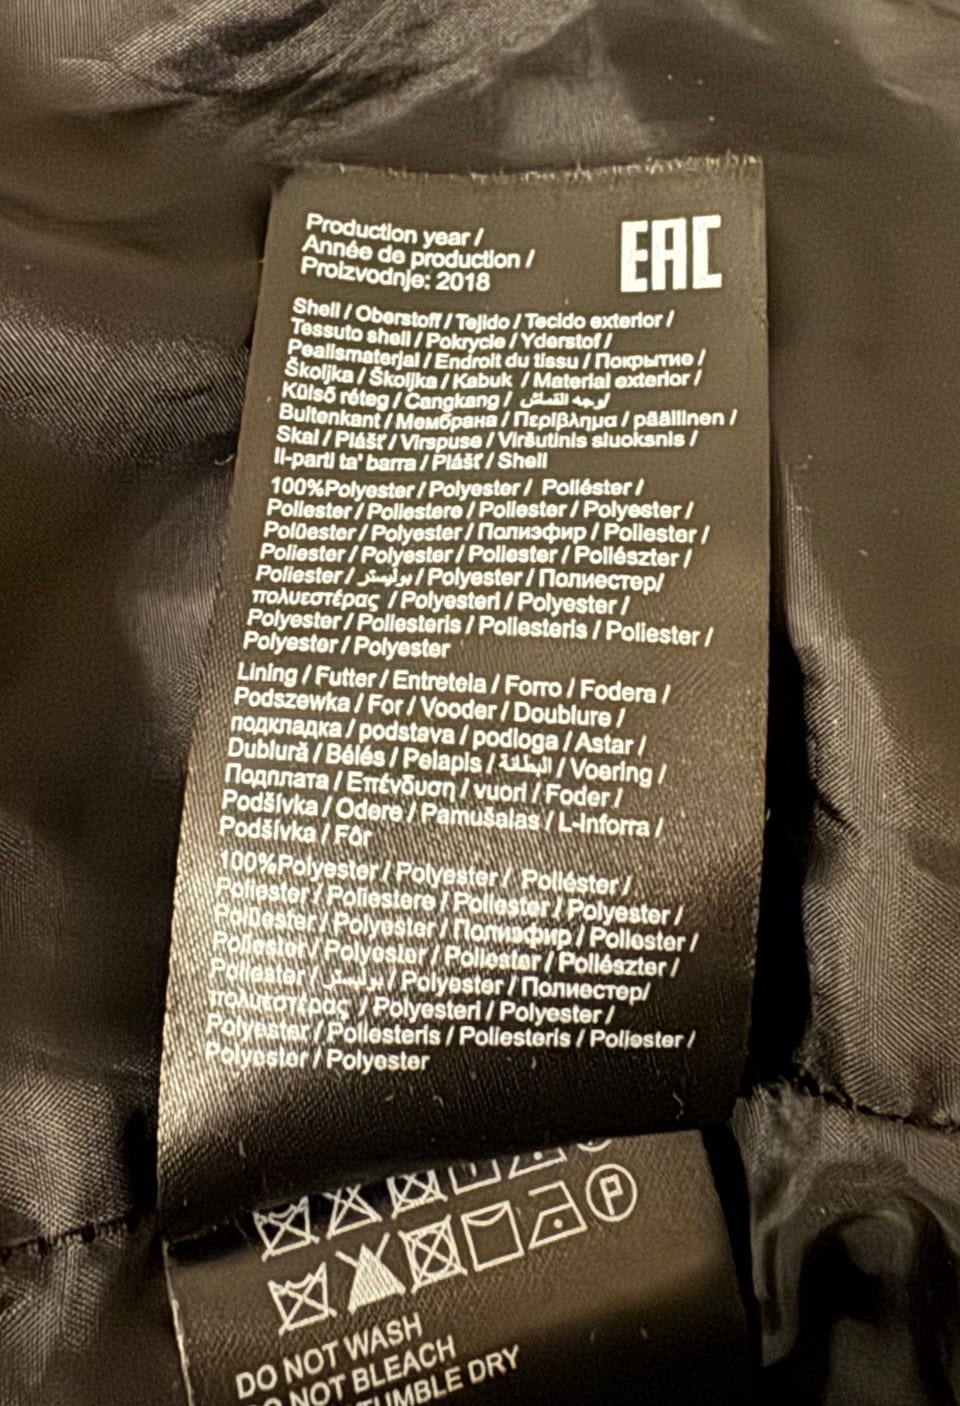 Production year /
Année de production /
Proizvodnje: 2018
EAC
Shell / Oberstoff / Tejido / Tecido exterior /
Tessuto shell / Pokrycie / Yderstof /
Pealismaterjal / Endroit du tissu / Покрытие /
Školjka / Školjka / Kabuk / Material exterior /
Külső réteg / Cangkang / لوجه القماش /
Buitenkant / Мембрана / Περίβλημα / päällinen /
Skal / Plášť / Virspuse / Viršutinis sluoksnis /
Il-parti ta' barra / Plášť / Shell
100%Polyester / Polyester / Poliéster /
Poliester / Poliestere / Poliester / Polyester /
Polüester / Polyester / Полиэфир / Poliester /
Poliester / Polyester / Poliester / Poliészter /
Poliester / بوليستر / Polyester / Полиестер/
πολυεστέρας / Polyesteri / Polyester /
Polyester / Poliesteris / Poliesteris / Poliester /
Polyester / Polyester
Lining / Futter / Entretela / Forro / Fodera /
Podszewka / For / Vooder / Doublure /
подкладка / podstava / podloga / Astar /
Dublură / Bélés / Pelapis / البطانة / Voering /
Подплата / Επένδυση / vuori / Foder /
Podšívka / Odere / Pamušalas / L-Inforra /
Podšívka / Fôr
100%Polyester / Polyester / Poliéster /
Poliester / Poliestere / Poliester / Polyester /
Polüester / Polyester / Полиэфир / Poliester /
Poliester / Polyester / Poliester / Poliészter /
Poliester / بوليستر / Polyester / Полиестер/
πολυεστέρας / Polyesteri / Polyester /
Polyester / Poliesteris / Poliesteris / Poliester /
Polyester / Polyester
P
DO NOT WASH
DO NOT BLEACH
TUMBLE DRY